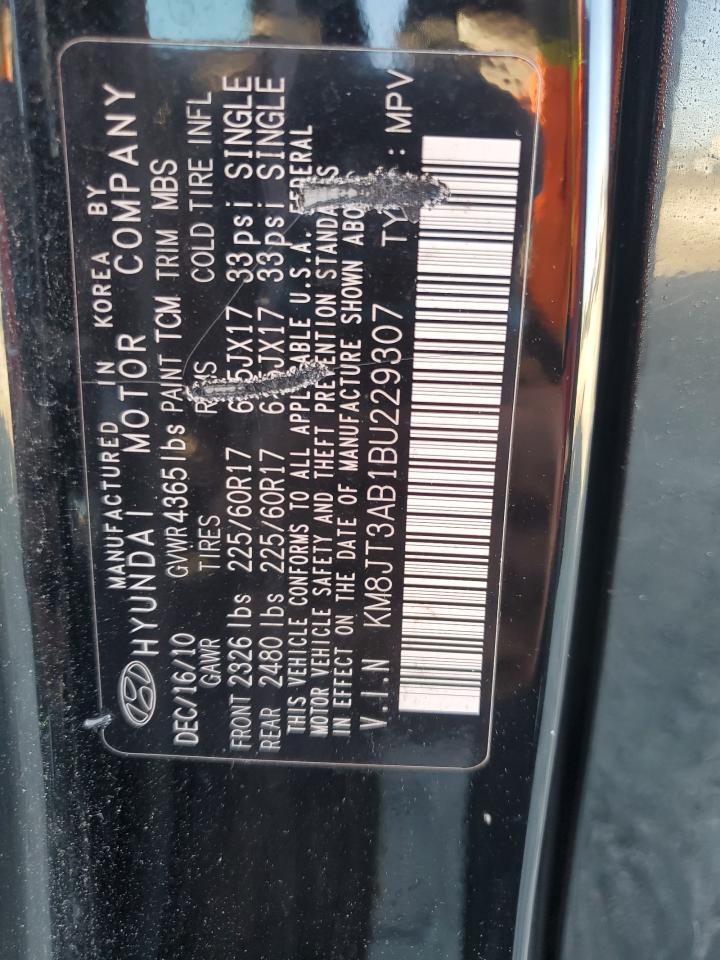 MANUFACTURED IN KOREA BY
HYUNDAI MOTOR COMPANY
DEC/16/10 GVWR 4365 lbs PAINT TCM TRIM MBS
GAWR TIRES COLD TIRE INFL
FRONT 2326 lbs 225/60R17 33psi SINGLE
REAR 2480 lbs 225/60R17 33psi SINGLE
THIS VEHICLE CONFORMS TO ALL U.S.A
MOTOR VEHICLE SAFETY AND THEFT PREVENTION
IN EFFECT ON THE DATE OF MANUFACTURE SHOWN
V.I.N KM8JT3AB1BU229307 : MPV